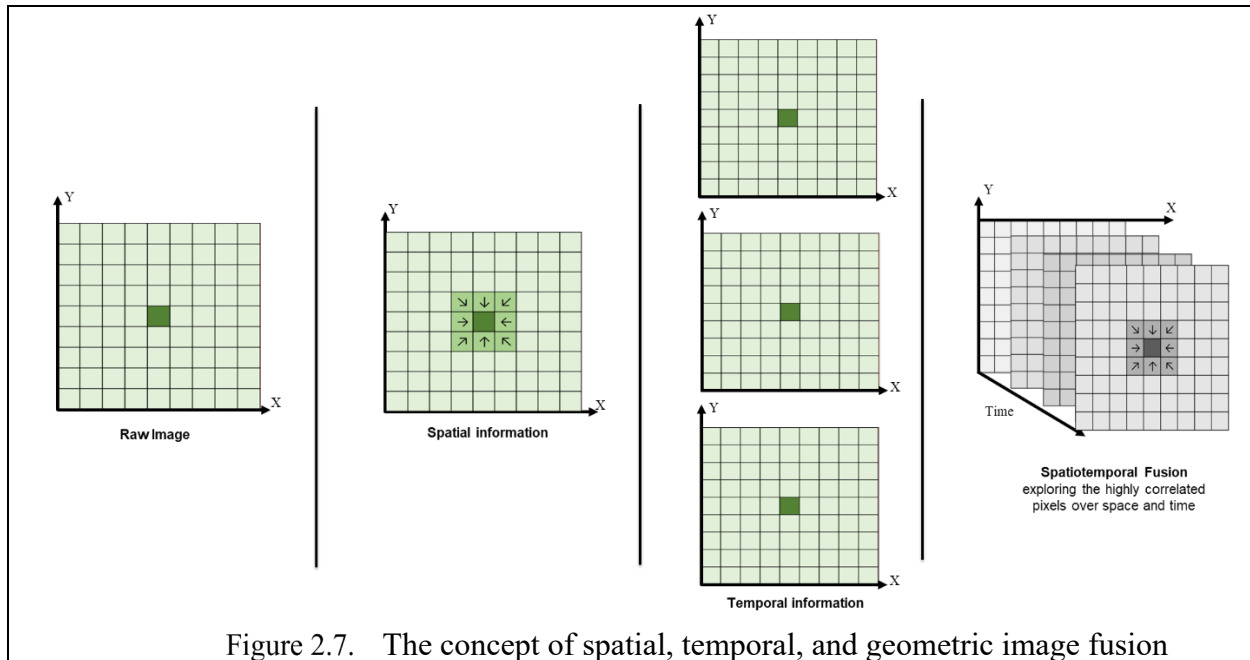 Y
X
Raw Image
Y
X
Spatial information
Y
X
Y
X
Y
X
Temporal information
Y
X
Time
Spatiotemporal Fusion
exploring the highly correlated
pixels over space and time
Figure 2.7. The concept of spatial, temporal, and geometric image fusion